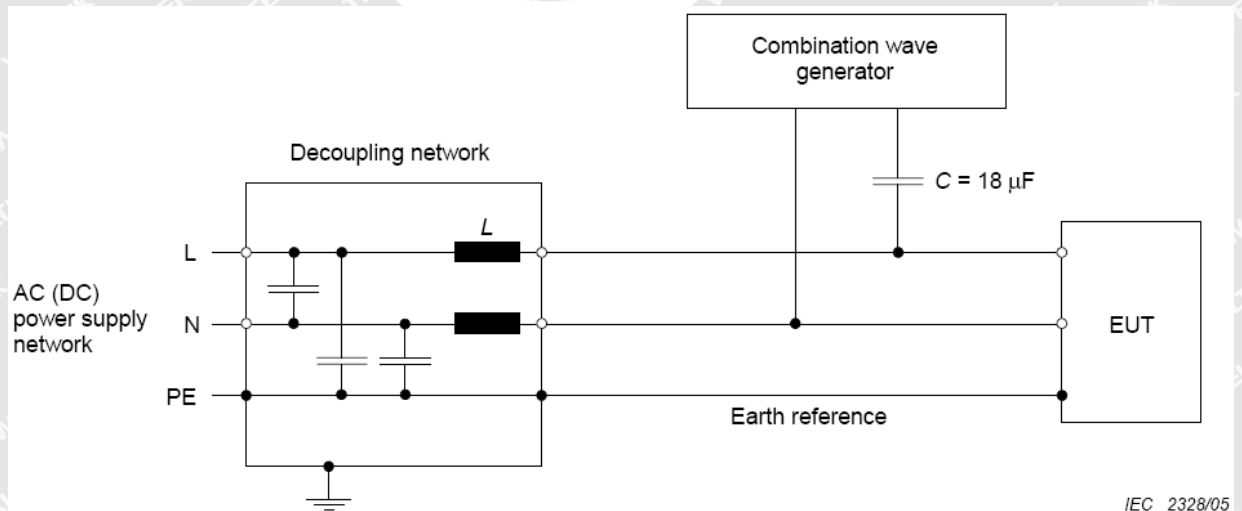 Combination wave
generator
Decoupling network
C = 18 μF
L
L
AC (DC)
power supply
network
N
EUT
PE
Earth reference
IEC 2328/05